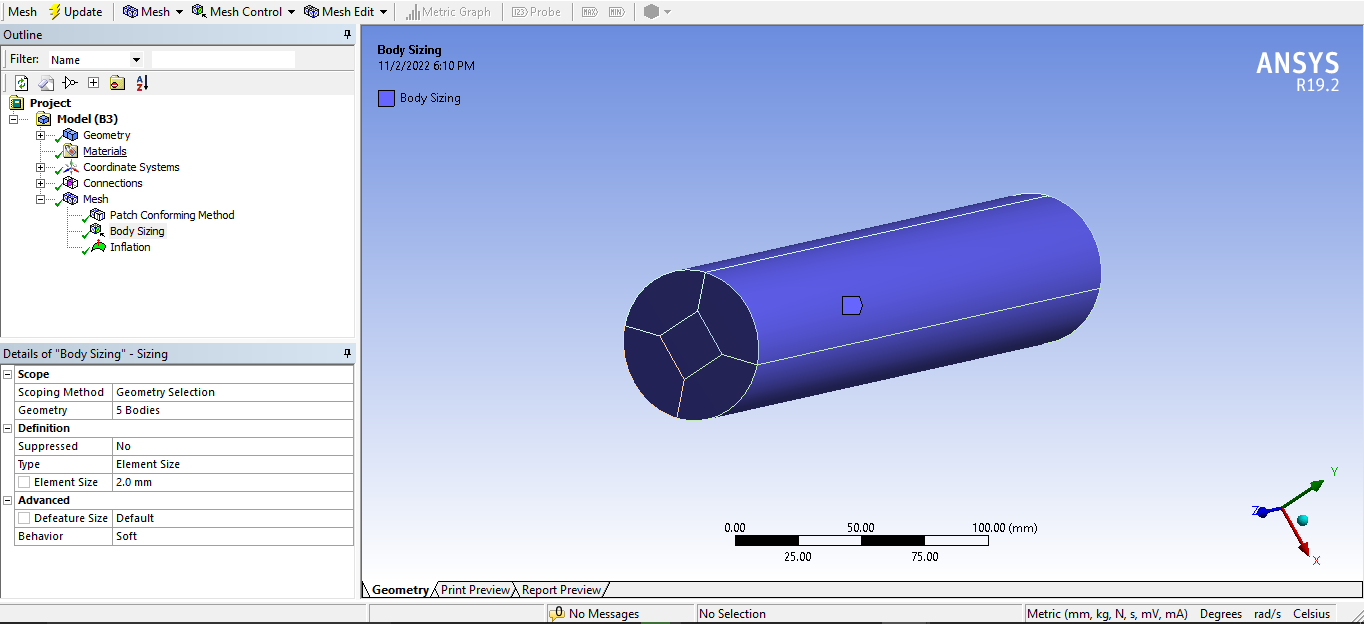 Mesh Update Mesh Mesh Control Mesh Edit Metric Graph Probe MAX MIN
Outline
Filter: Name
Project
Model (B3)
Geometry
Materials
Coordinate Systems
Connections
Mesh
Patch Conforming Method
Body Sizing
Inflation
Details of "Body Sizing" - Sizing
Scope
Scoping Method Geometry Selection
Geometry 5 Bodies
Definition
Suppressed No
Type Element Size
Element Size 2.0 mm
Advanced
Defeature Size Default
Behavior Soft
Body Sizing
11/2/2022 6:10 PM
Body Sizing
ANSYS
R19.2
0.00 50.00 100.00 (mm)
25.00 75.00
Y
Z
X
Geometry Print Preview Report Preview
0 No Messages No Selection Metric (mm, kg, N, s, mV, mA) Degrees rad/s Celsius